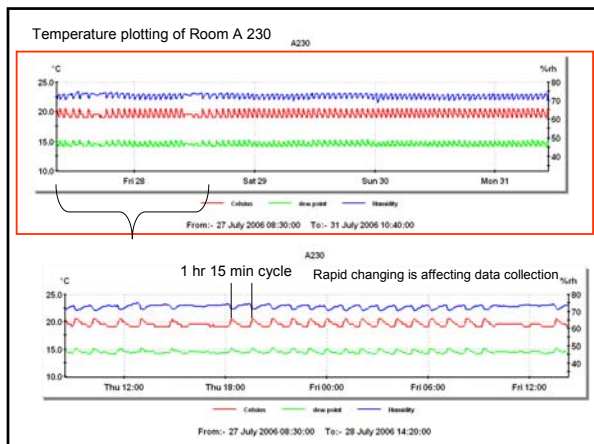 Temperature plotting of Room A 230
A230
°C
%rh
25.0
20.0
15.0
10.0
80
70
60
50
40
Fri 28
Sat 29
Sun 30
Mon 31
Celsius
dew point
Humidity
From:- 27 July 2006 08:30:00 To:- 31 July 2006 10:40:00
A230
1 hr 15 min cycle
Rapid changing is affecting data collection
°C
%rh
25.0
20.0
15.0
10.0
80
70
60
50
40
Thu 12:00
Thu 18:00
Fri 00:00
Fri 06:00
Fri 12:00
Celsius
dew point
Humidity
From:- 27 July 2006 08:30:00 To:- 28 July 2006 14:20:00